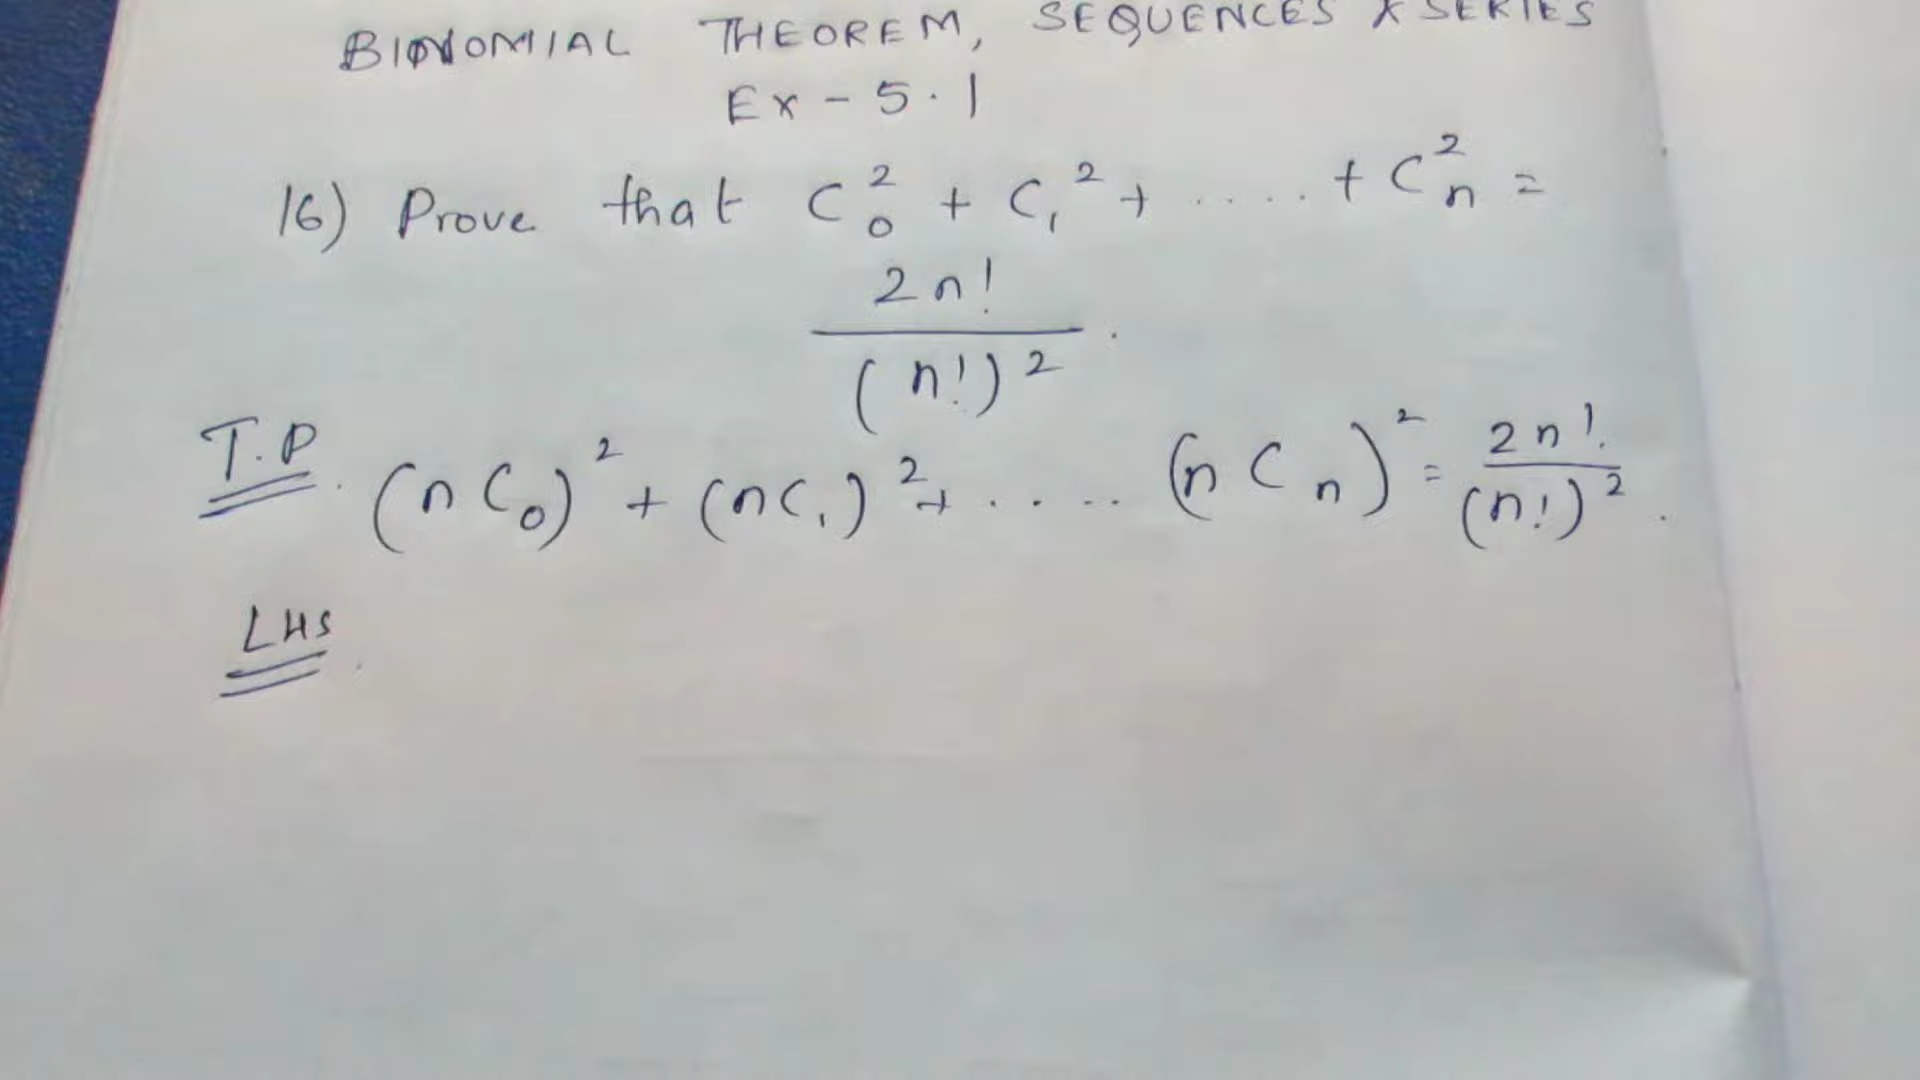 BINOMIAL THEOREM, SEQUENCES & SERIES
Ex - 5.1
16) Prove that C₀² + C₁² + ..... + Cₙ² =
2n! / (n!)² .
T.P. (nC₀)² + (nC₁)² + ..... (nCₙ)² = 2n! / (n!)² .
LHS